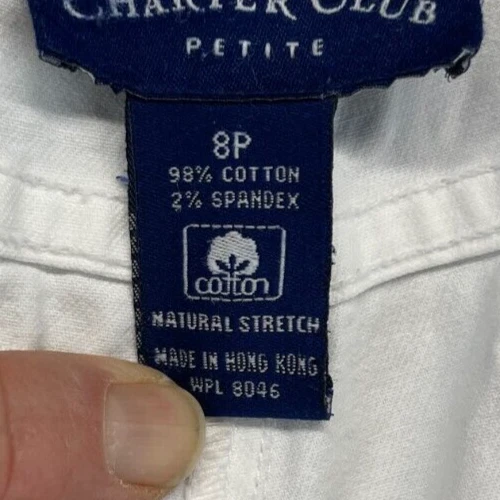 CHARTER CLUB
PETITE
8P
98% COTTON
2% SPANDEX
cotton
NATURAL STRETCH
MADE IN HONG KONG
WPL 8046